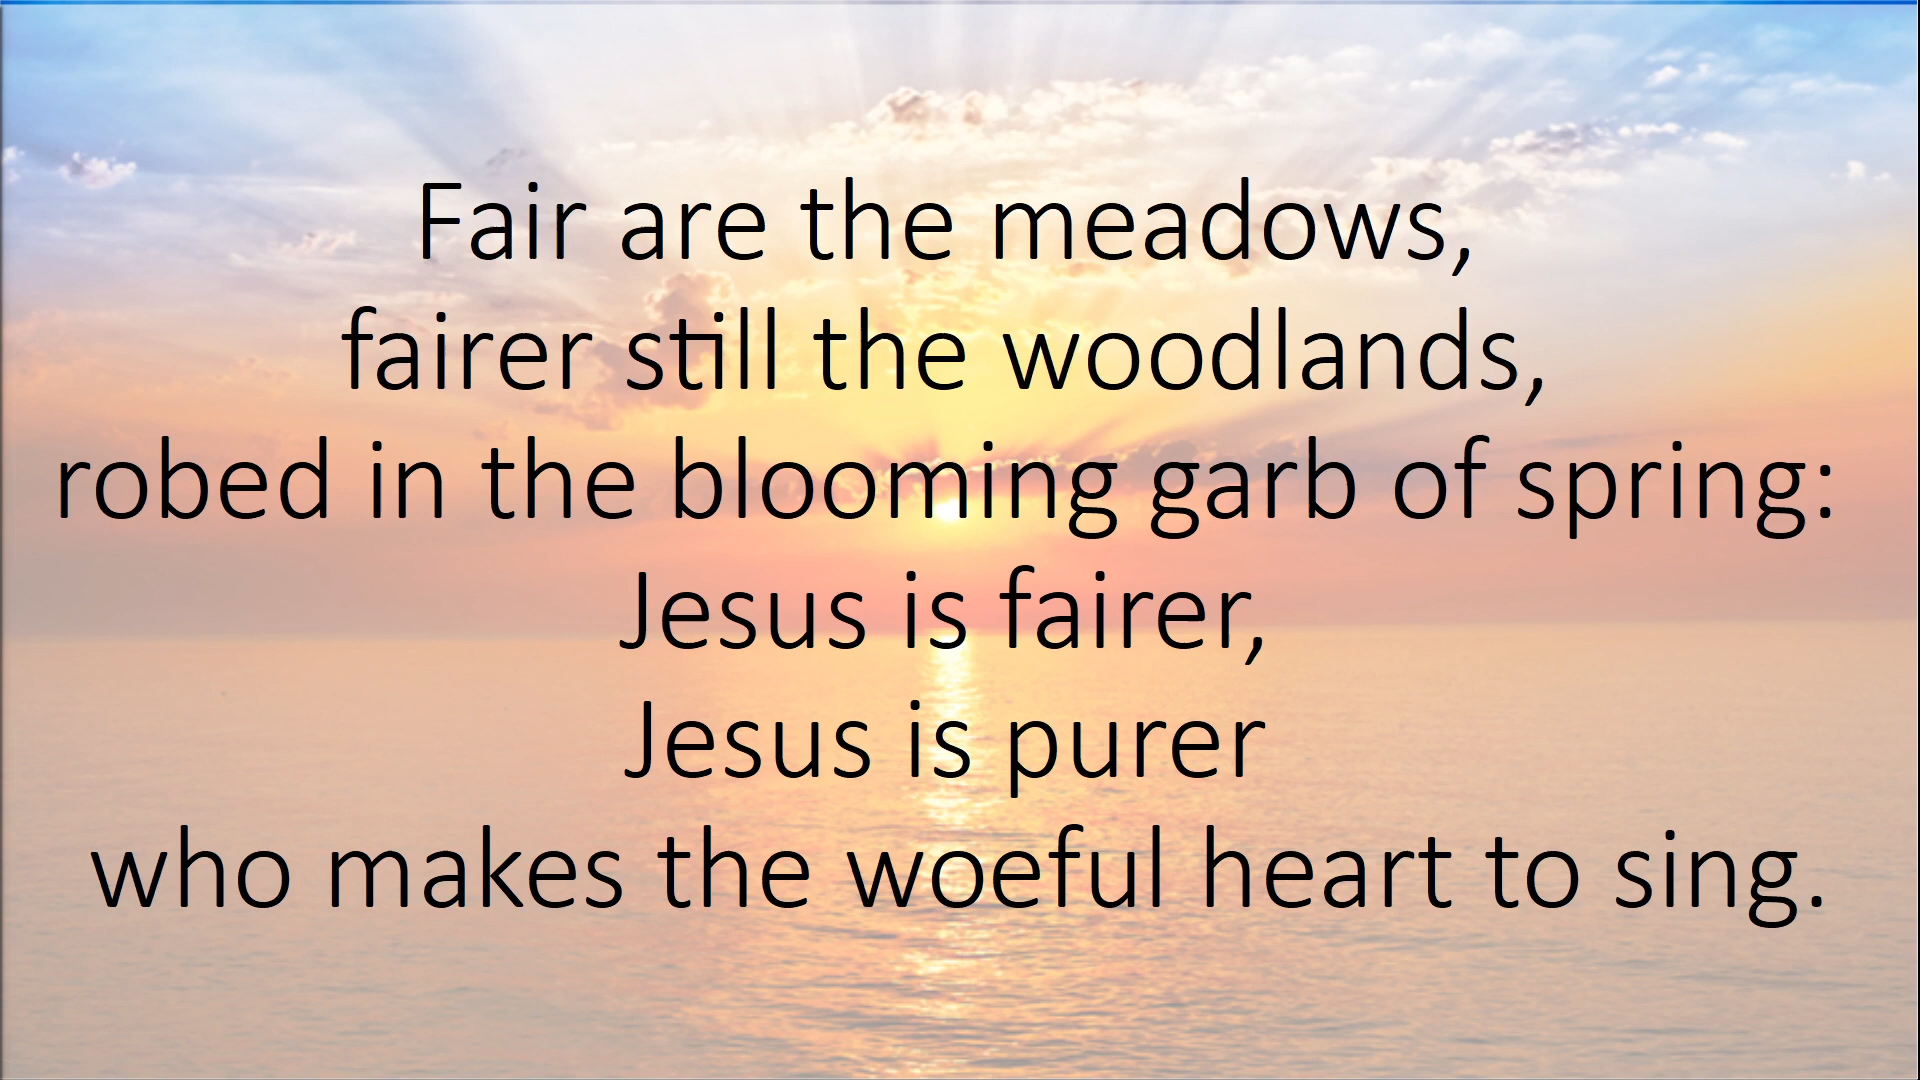 Fair are the meadows,
fairer still the woodlands,
robed in the blooming garb of spring:
Jesus is fairer,
Jesus is purer
who makes the woeful heart to sing.